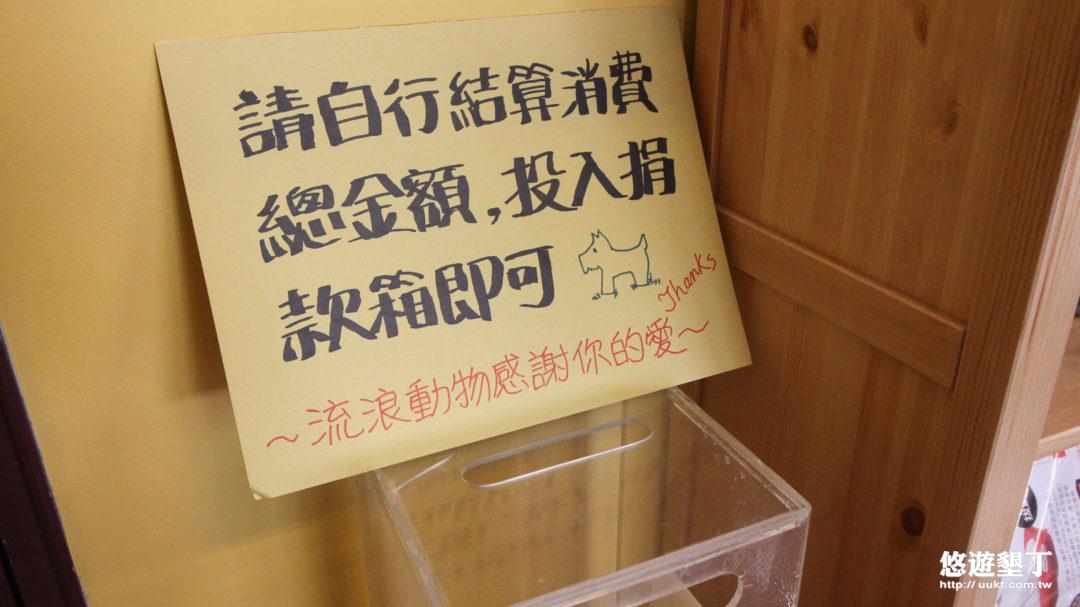 請自行結算消費
總金額,投入捐
款箱即可
Thanks
~流浪動物感謝你的愛~
悠遊墾丁
http://uukt.com.tw